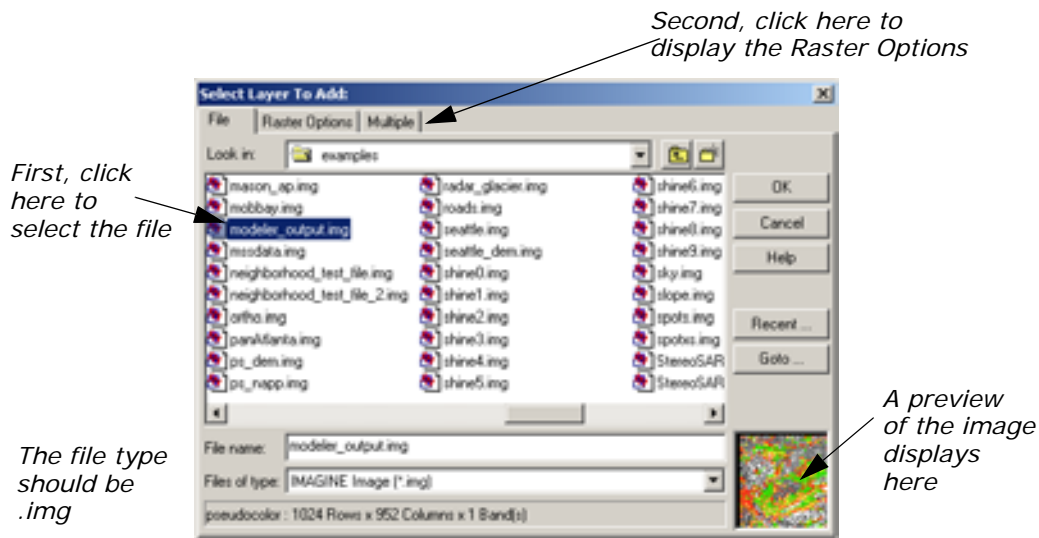 Second, click here to
display the Raster Options
Select Layer To Add:
File Raster Options Multiple
Look in: examples
First, click
here to
select the file
mason_ap.img
mobbay.img
modeler_output.img
mssdata.img
neighborhood_test_file.img
neighborhood_test_file_2.img
ortho.img
panAtlanta.img
ps_dem.img
ps_napp.img
radar_glacier.img
roads.img
seattle.img
seattle_dem.img
shine0.img
shine1.img
shine2.img
shine3.img
shine4.img
shine5.img
shine6.img
shine7.img
shine8.img
shine9.img
sky.img
slope.img
spots.img
spotxs.img
StereoSAR
StereoSAR
OK
Cancel
Help
Recent ...
Goto ...
A preview
of the image
displays
here
File name: modeler_output.img
The file type
should be
.img
Files of type: IMAGINE Image (*.img)
pseudocolor : 1024 Rows x 952 Columns x 1 Band(s)